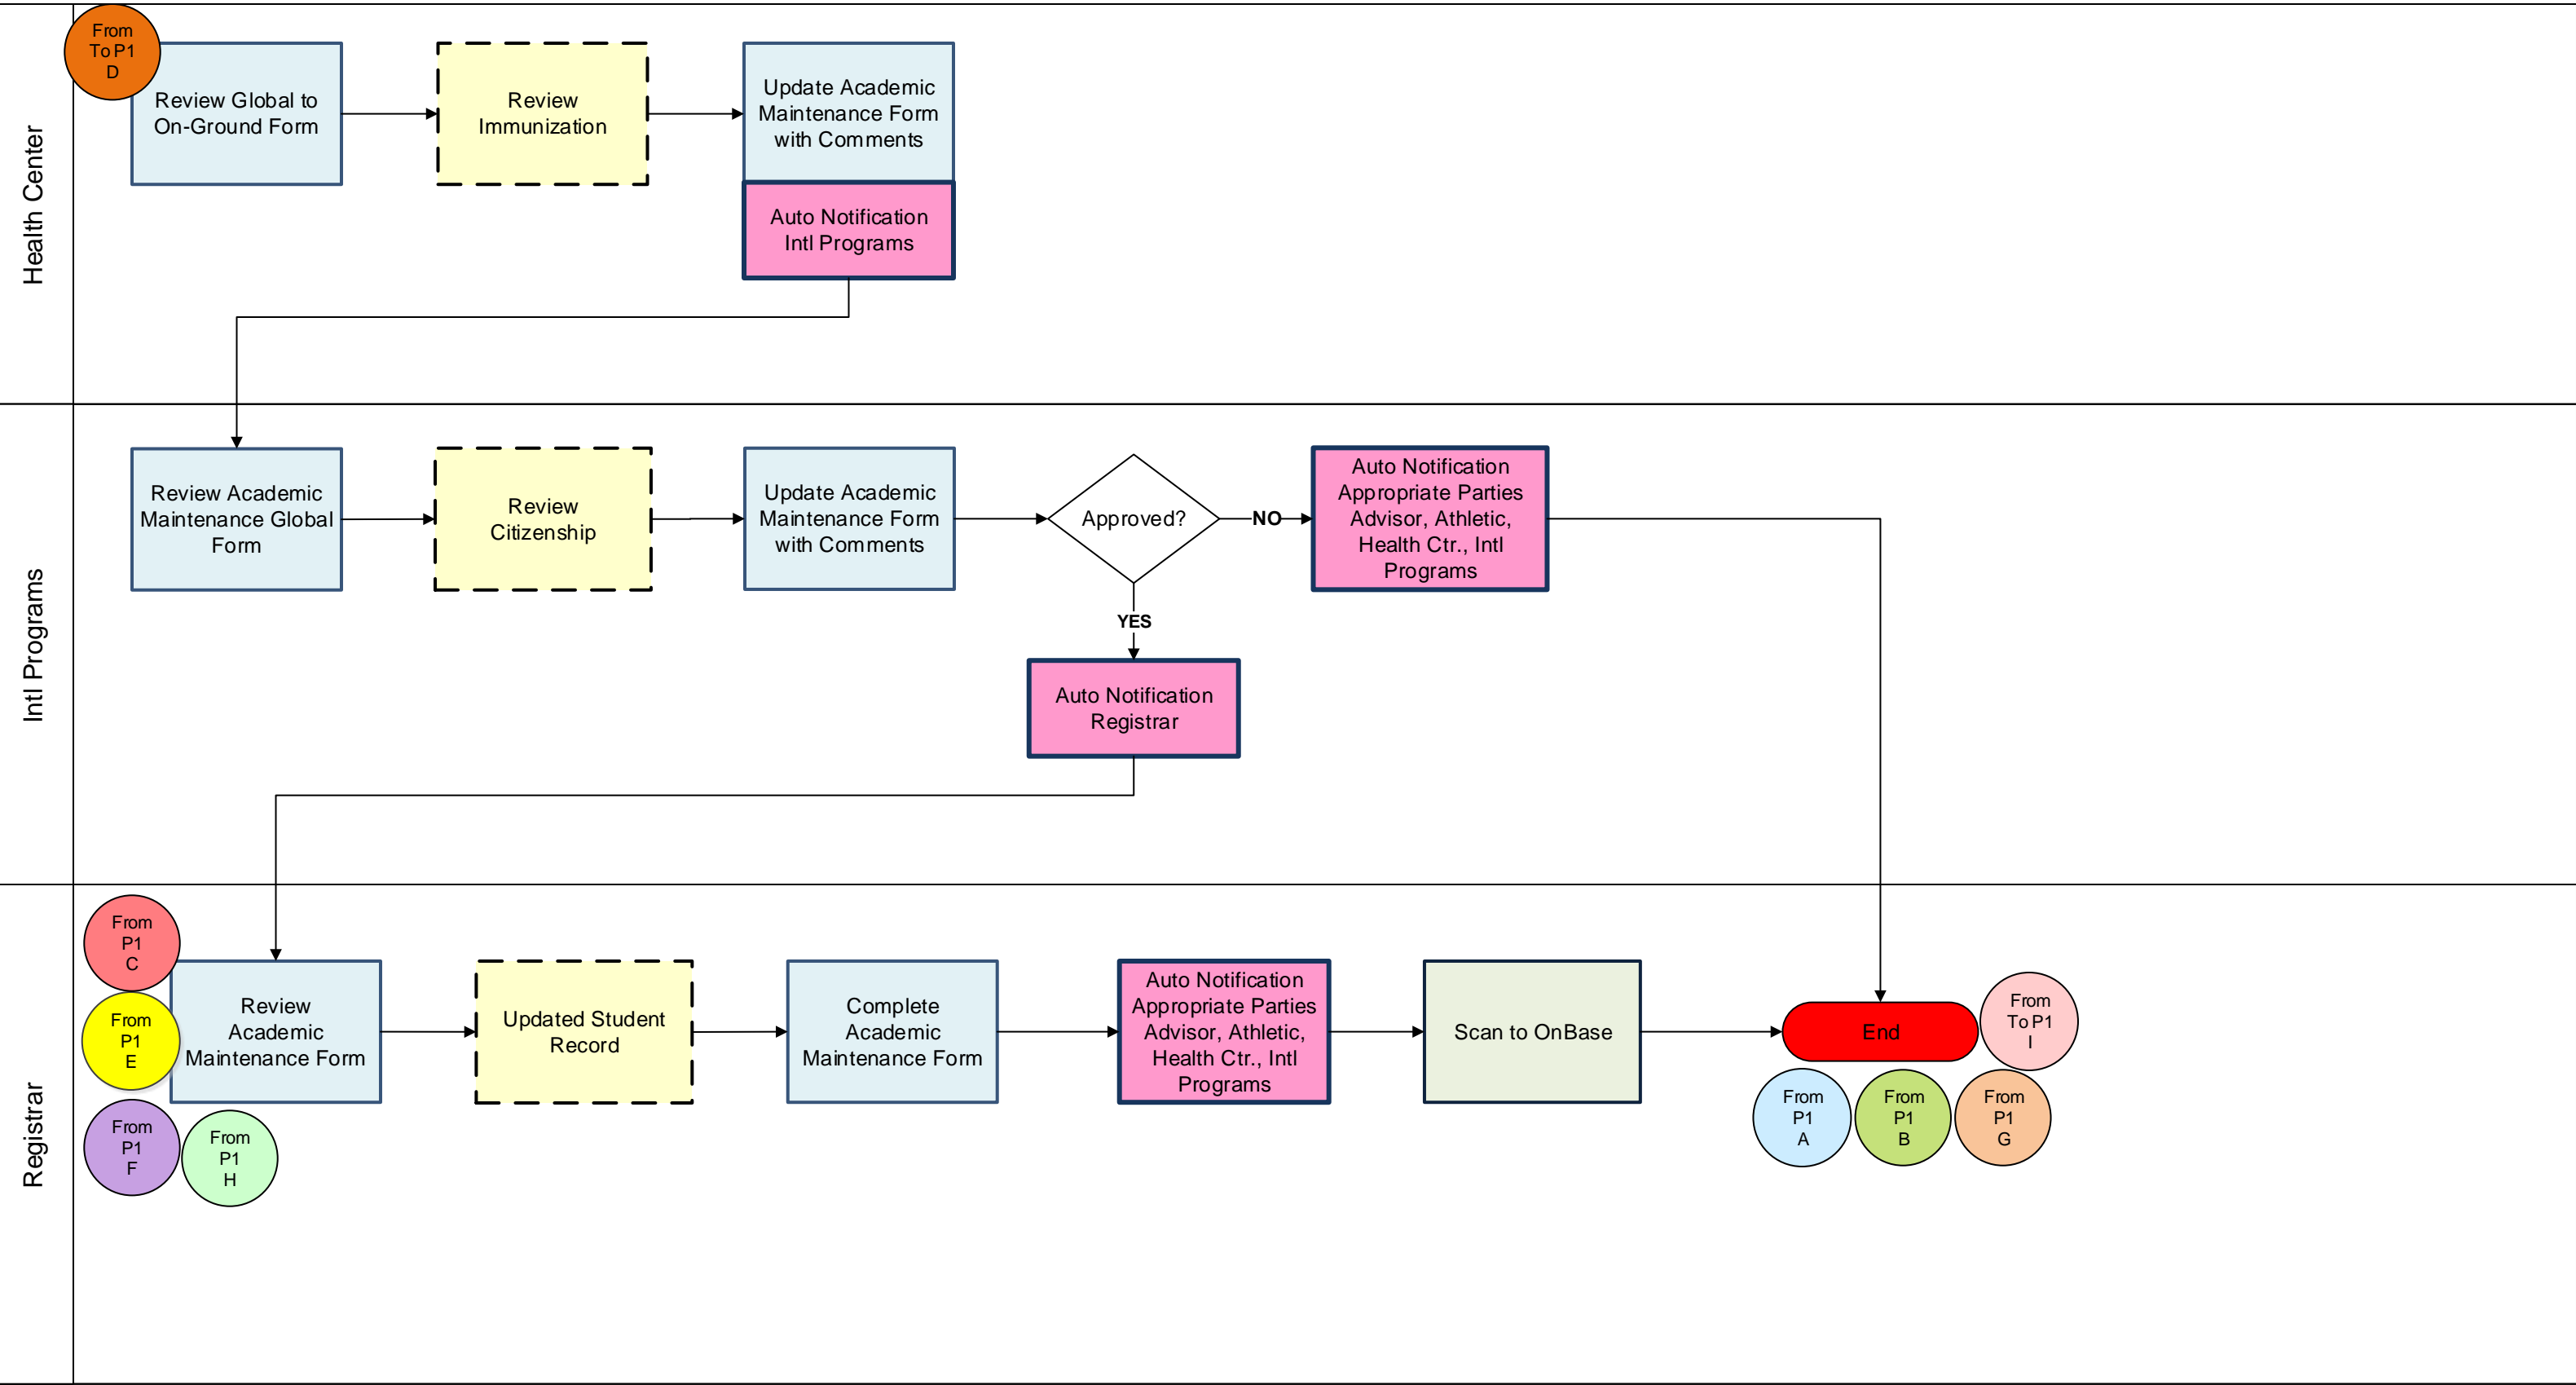 Health Center
From
To P1
D
Review Global to
On-Ground Form
Review
Immunization
Update Academic
Maintenance Form
with Comments
Auto Notification
Intl Programs
Intl Programs
Review Academic
Maintenance Global
Form
Review
Citizenship
Update Academic
Maintenance Form
with Comments
Approved?
NO
Auto Notification
Appropriate Parties
Advisor, Athletic,
Health Ctr., Intl
Programs
YES
Auto Notification
Registrar
Registrar
From
P1
C
From
P1
E
From
P1
F
From
P1
H
Review
Academic
Maintenance Form
Updated Student
Record
Complete
Academic
Maintenance Form
Auto Notification
Appropriate Parties
Advisor, Athletic,
Health Ctr., Intl
Programs
Scan to OnBase
End
From
To P1
I
From
P1
A
From
P1
B
From
P1
G